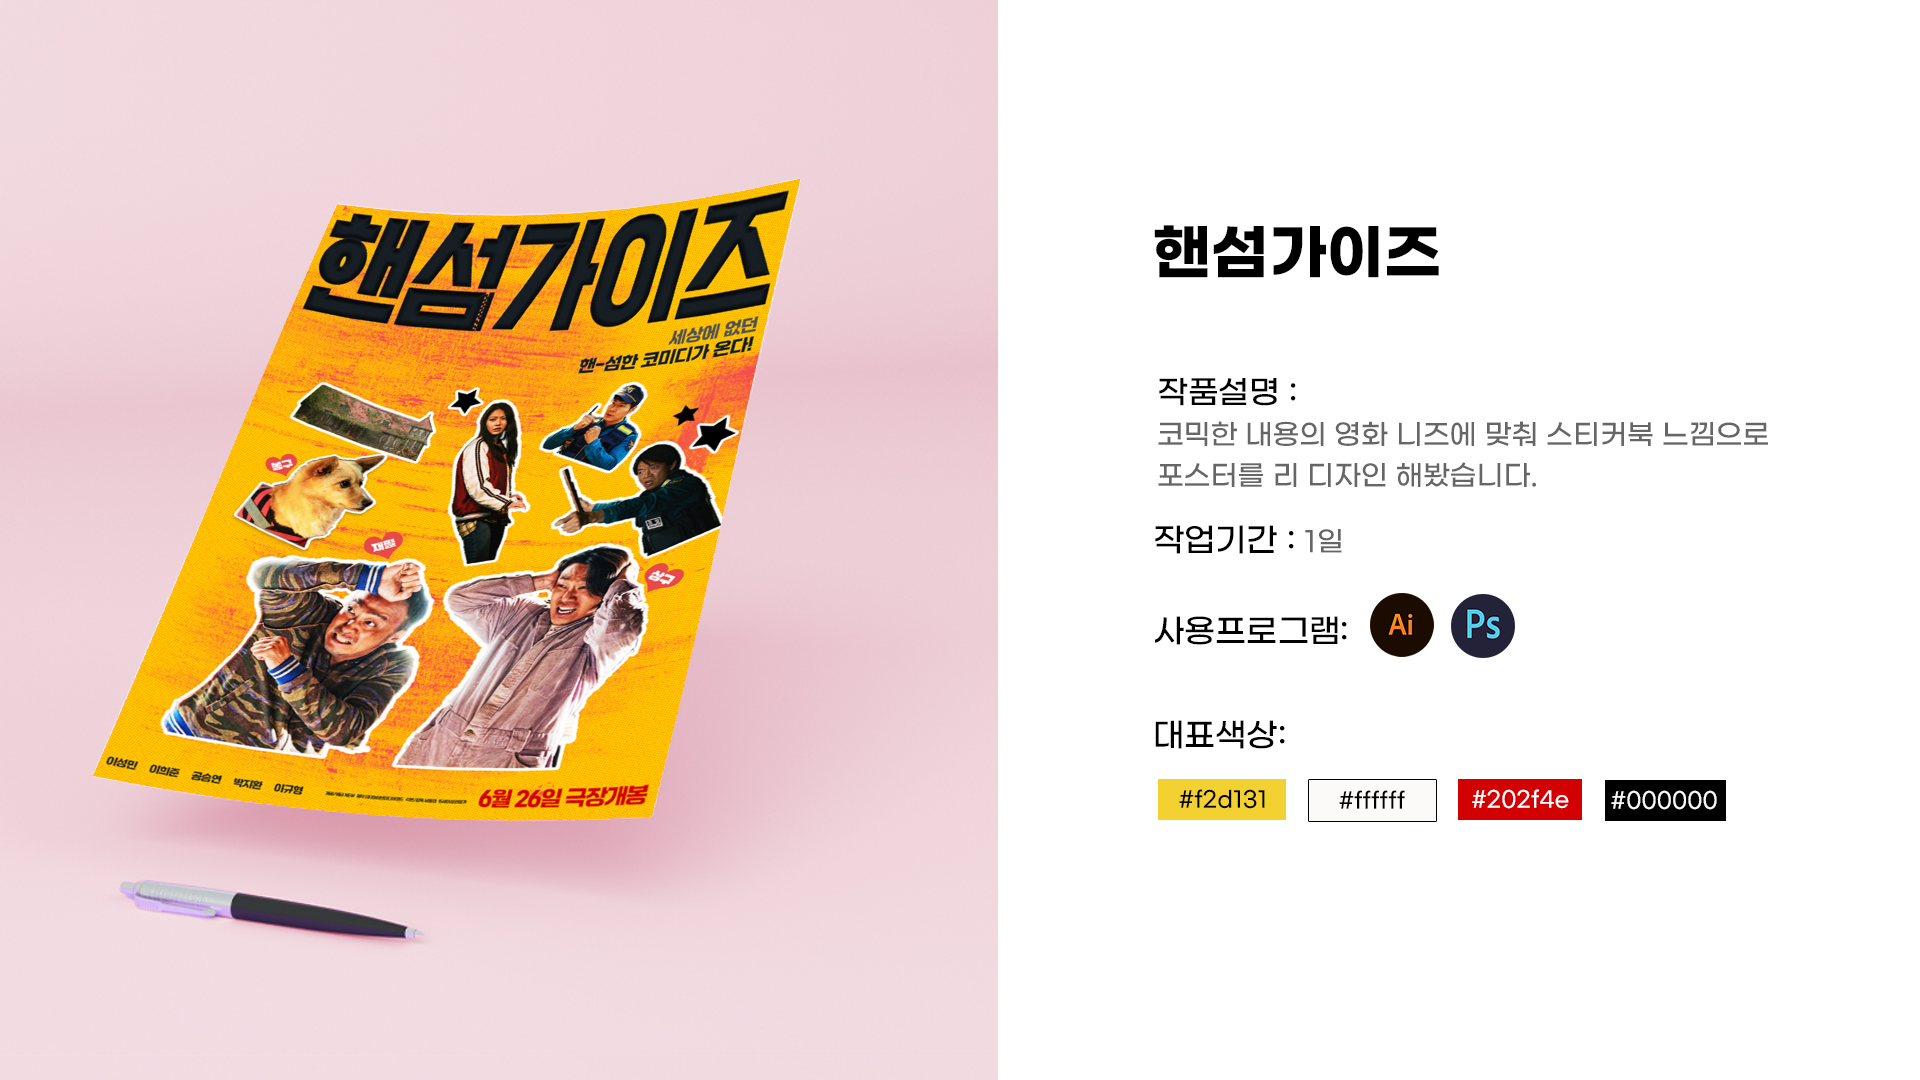 핸섬가이즈
세상에 없던
핸-섬한 코미디가 온다!
봉구
재필
상구
이성민 이희준 공승연 박지환 이규형
6월 26일 극장개봉
핸섬가이즈
작품설명 :
코믹한 내용의 영화 니즈에 맞춰 스티커북 느낌으로
포스터를 리 디자인 해봤습니다.
작업기간 : 1일
사용프로그램: Ai Ps
대표색상:
#f2d131 #ffffff #202f4e #000000